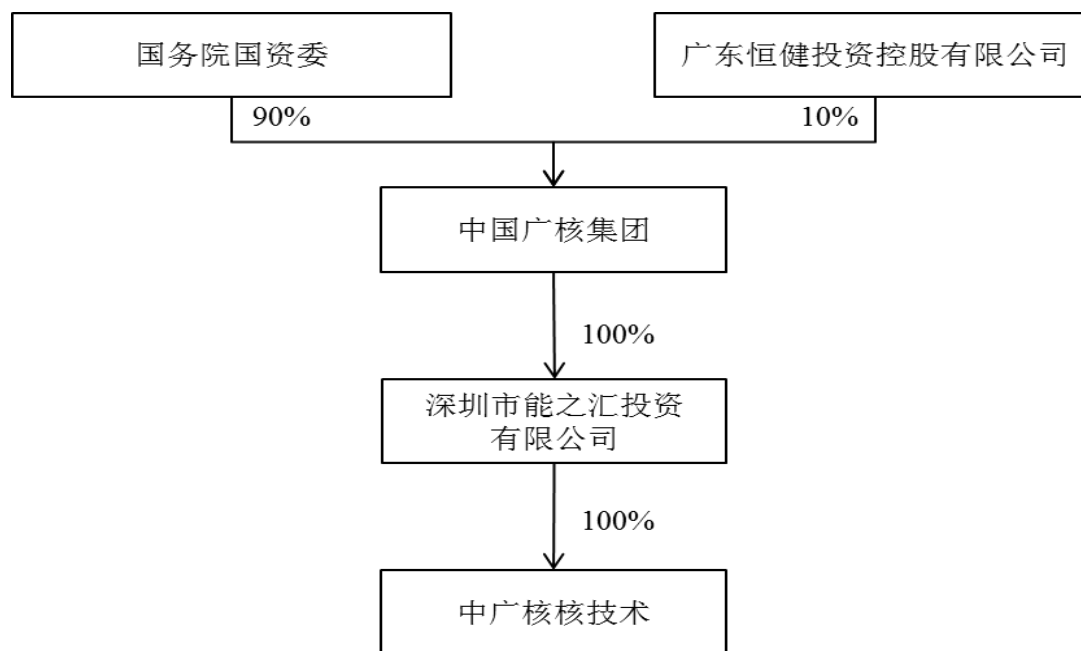 国务院国资委
广东恒健投资控股有限公司
90%
10%
中国广核集团
100%
深圳市能之汇投资
有限公司
100%
中广核核技术